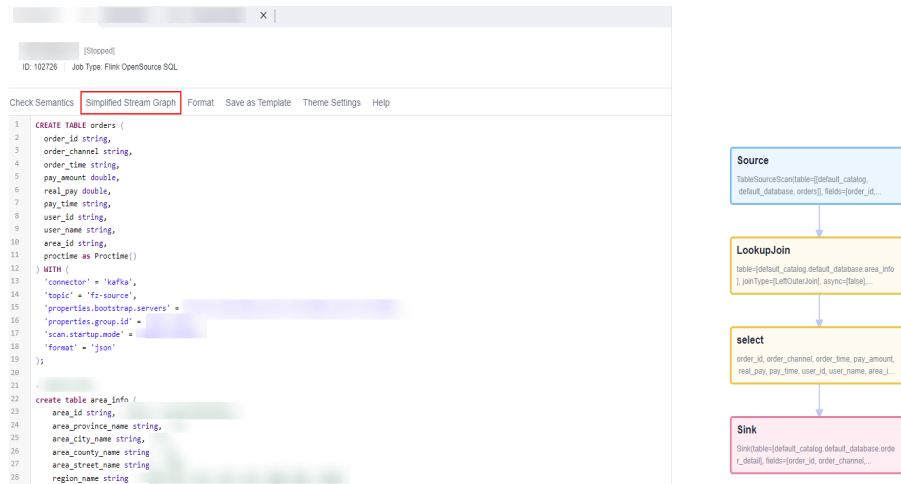 [Stopped]
ID: 102726 Job Type: Flink OpenSource SQL
Check Semantics Simplified Stream Graph Format Save as Template Theme Settings Help
1 CREATE TABLE orders (
2 order_id string,
3 order_channel string,
4 order_time string,
5 pay_amount double,
6 real_pay double,
7 pay_time string,
8 user_id string,
9 user_name string,
10 area_id string,
11 proctime as Proctime()
12 ) WITH (
13 'connector' = 'kafka',
14 'topic' = 'fz-source',
15 'properties.bootstrap.servers' =
16 'properties.group.id' =
17 'scan.startup.mode' =
18 'format' = 'json'
19 );
20
21
22 create table area_info (
23 area_id string,
24 area_province_name string,
25 area_city_name string,
26 area_county_name string
27 area_street_name string
28 region_name string
Source
TableSourceScan(table=[[default_catalog,
default_database, orders]], fields=[order_id,...
LookupJoin
table=[default_catalog.default_database.area_info
], joinType=[LeftOuterJoin], async=[false],...
select
order_id, order_channel, order_time, pay_amount,
real_pay, pay_time, user_id, user_name, area_i...
Sink
Sink(table=[default_catalog.default_database.orde
r_detail], fields=[order_id, order_channel,...